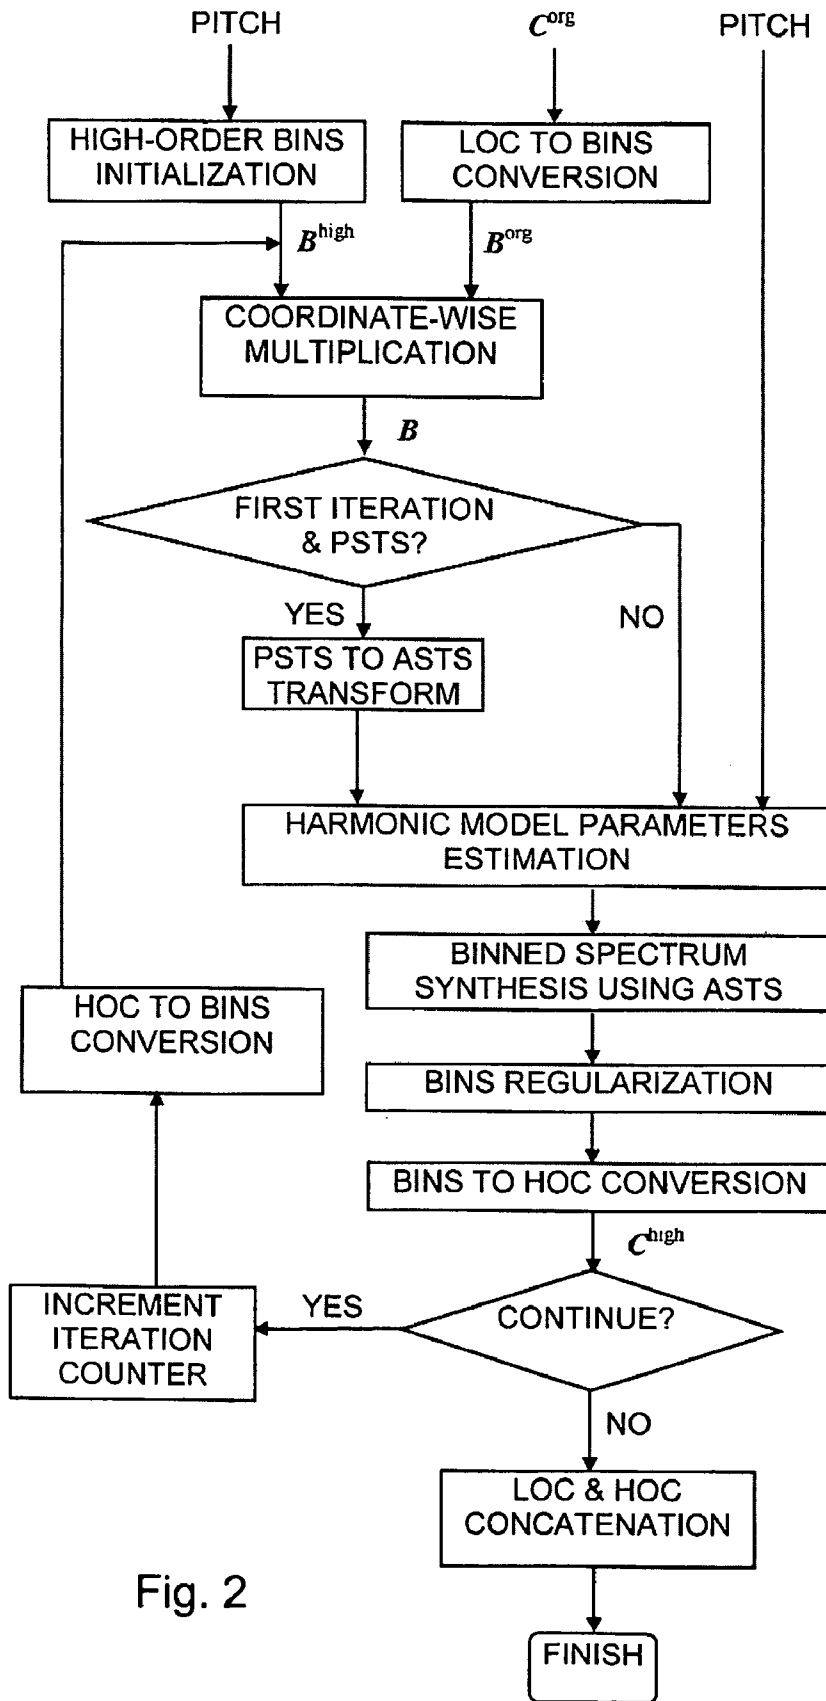 PITCH
C^org
PITCH
HIGH-ORDER BINS
INITIALIZATION
LOC TO BINS
CONVERSION
B^high
B^org
COORDINATE-WISE
MULTIPLICATION
B
FIRST ITERATION
& PSTS?
YES
NO
PSTS TO ASTS
TRANSFORM
HARMONIC MODEL PARAMETERS
ESTIMATION
BINNED SPECTRUM
SYNTHESIS USING ASTS
HOC TO BINS
CONVERSION
BINS REGULARIZATION
BINS TO HOC CONVERSION
C^high
INCREMENT
ITERATION
COUNTER
YES
CONTINUE?
NO
LOC & HOC
CONCATENATION
Fig. 2
FINISH